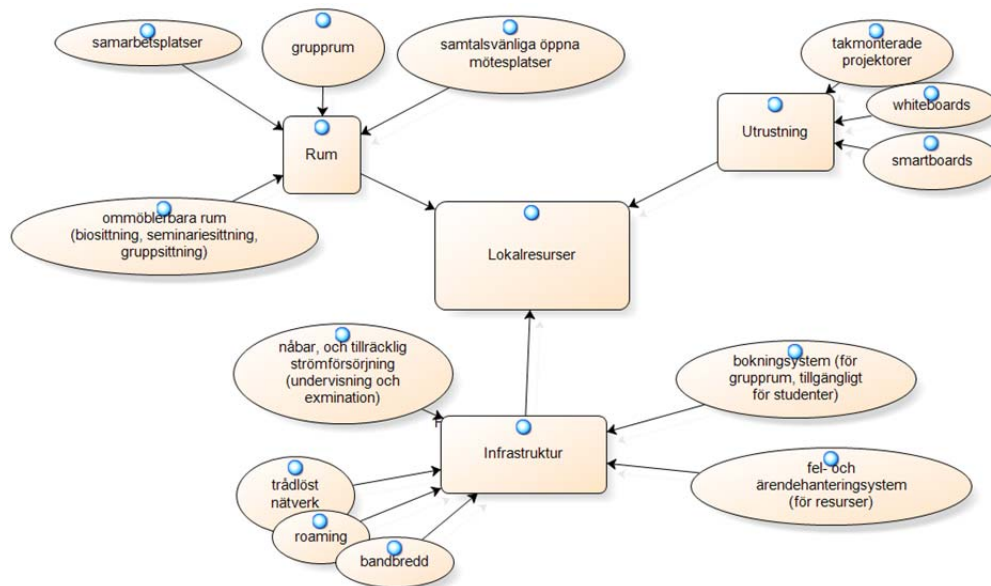 samarbetsplatser
grupprum
samtalsvänliga öppna
mötesplatser
takmonterade
projektorer
whiteboards
Utrustning
smartboards
Rum
ommöblerbara rum
(biosittning, seminariesittning,
gruppsittning)
Lokalresurser
nåbar, och tillräcklig
strömförsörjning
(undervisning och
exmination)
bokningsystem (för
grupprum, tillgängligt
för studenter)
Infrastruktur
fel- och
ärendehanteringsystem
(för resurser)
trådlöst
nätverk
roaming
bandbredd